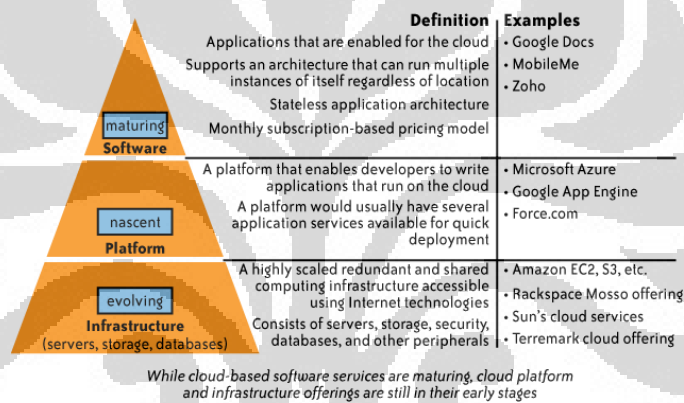 Definition
Examples
Applications that are enabled for the cloud
Supports an architecture that can run multiple
instances of itself regardless of location
Stateless application architecture
Monthly subscription-based pricing model
• Google Docs
• MobileMe
• Zoho
maturing
Software
A platform that enables developers to write
applications that run on the cloud
A platform would usually have several
application services available for quick
deployment
• Microsoft Azure
• Google App Engine
• Force.com
nascent
Platform
A highly scaled redundant and shared
computing infrastructure accessible
using Internet technologies
Consists of servers, storage, security,
databases, and other peripherals
• Amazon EC2, S3, etc.
• Rackspace Mosso offering
• Sun's cloud services
• Terremark cloud offering
evolving
Infrastructure
(servers, storage, databases)
While cloud-based software services are maturing, cloud platform
and infrastructure offerings are still in their early stages